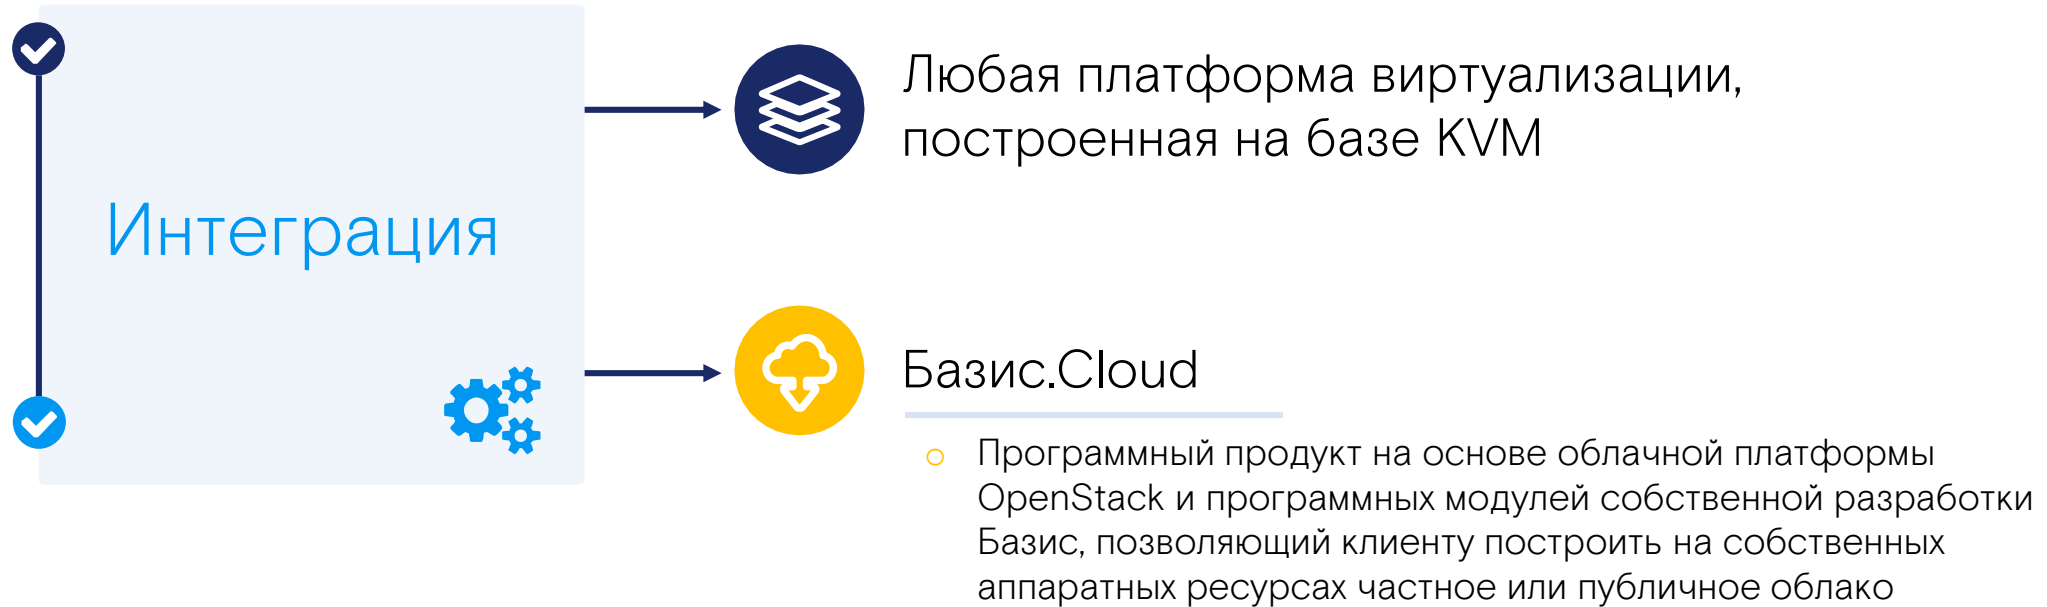 Интеграция
Любая платформа виртуализации,
построенная на базе KVM
Базис.Cloud
Программный продукт на основе облачной платформы
OpenStack и программных модулей собственной разработки
Базис, позволяющий клиенту построить на собственных
аппаратных ресурсах частное или публичное облако